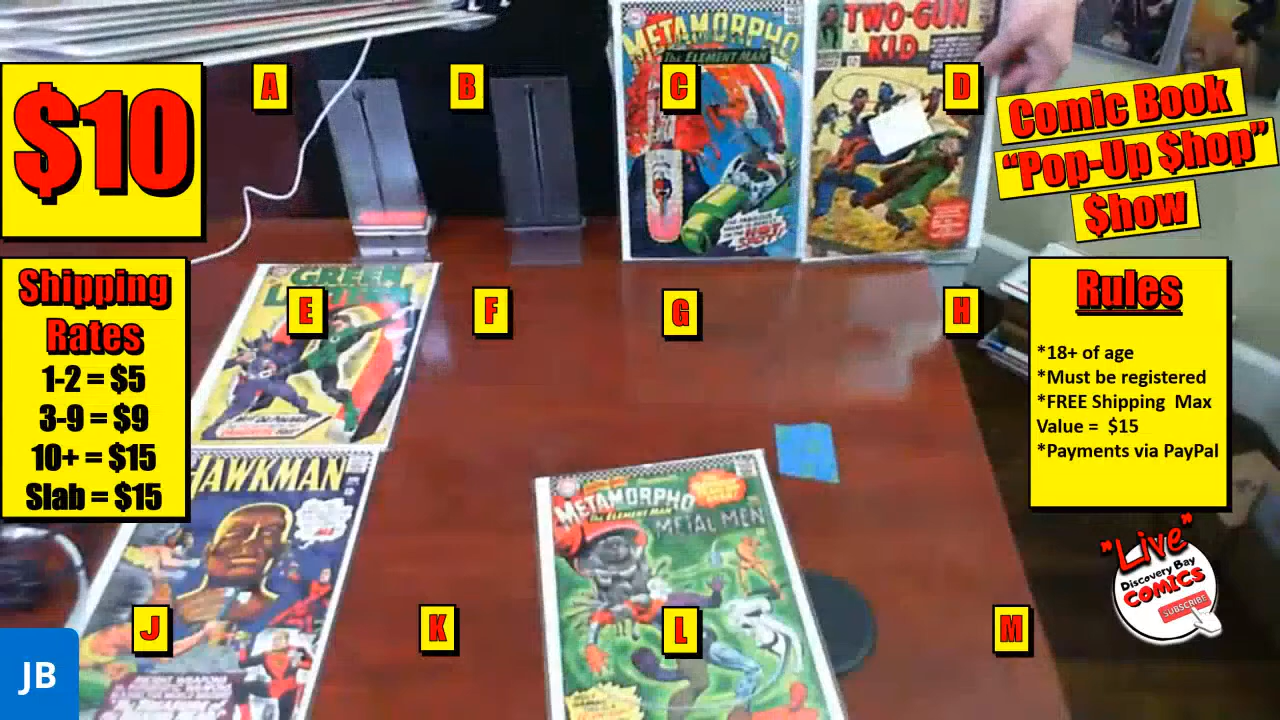 $10
Shipping
Rates
1-2 = $5
3-9 = $9
10+ = $15
Slab = $15
A
B
C
D
E
F
G
H
J
K
L
M
METAMORPHO
The ELEMENT MAN
TWO-GUN
KID
GREEN
HAWKMAN
METAMORPHO
The ELEMENT MAN
METAL MEN
Comic Book
"Pop-Up $hop"
$how
Rules
*18+ of age
*Must be registered
*FREE Shipping Max
Value = $15
*Payments via PayPal
"Live"
Discovery Bay
COMICS
SUBSCRIBE
JB